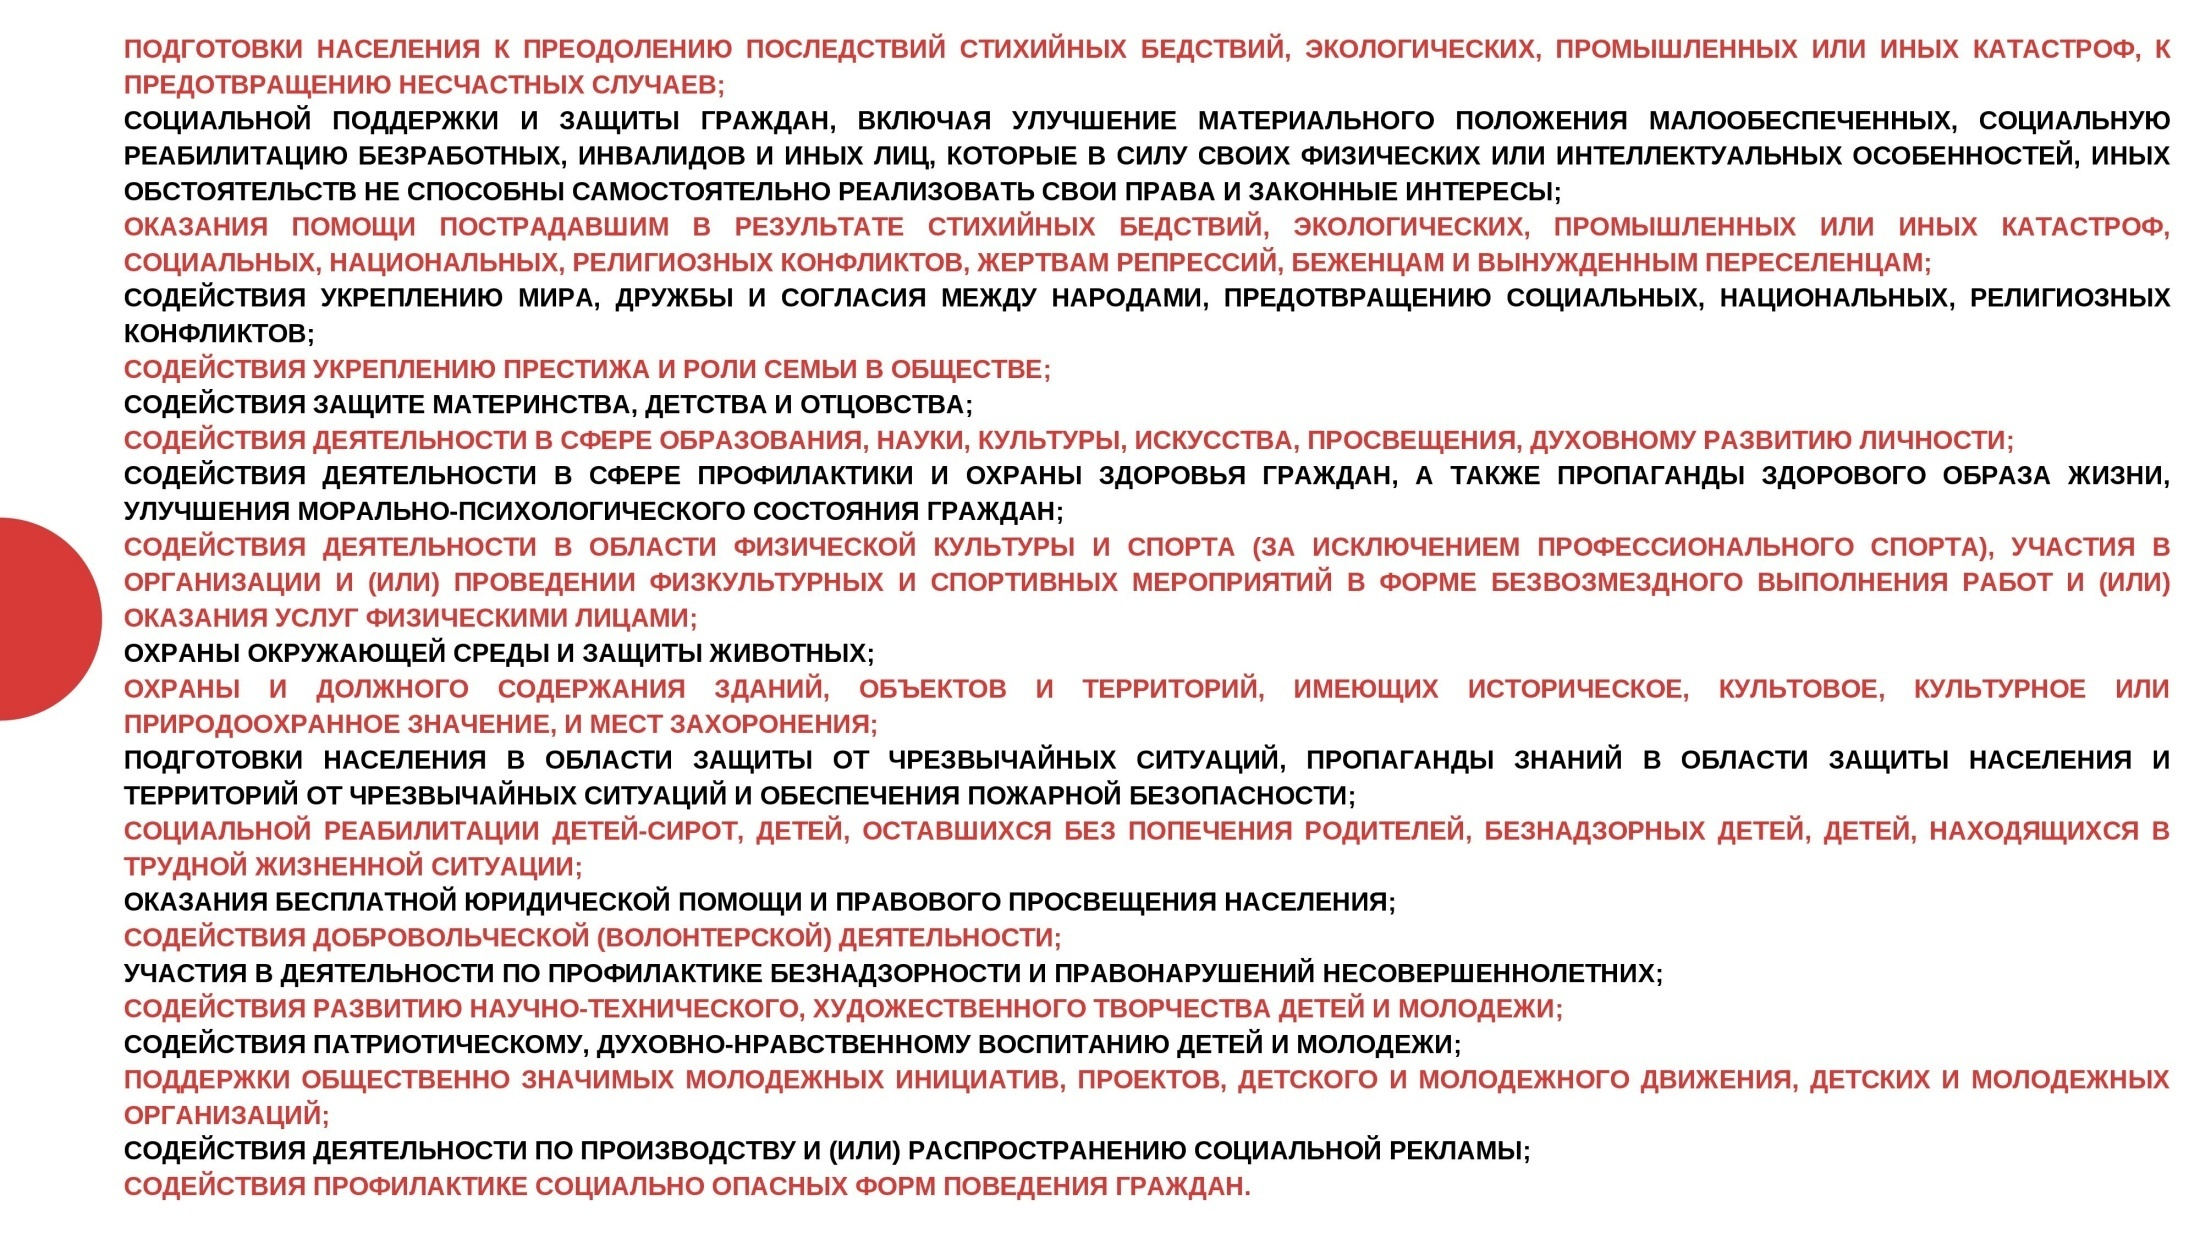 ПОДГОТОВКИ НАСЕЛЕНИЯ К ПРЕОДОЛЕНИЮ ПОСЛЕДСТВИЙ СТИХИЙНЫХ БЕДСТВИЙ, ЭКОЛОГИЧЕСКИХ, ПРОМЫШЛЕННЫХ ИЛИ ИНЫХ КАТАСТРОФ, К
ПРЕДОТВРАЩЕНИЮ НЕСЧАСТНЫХ СЛУЧАЕВ;
СОЦИАЛЬНОЙ ПОДДЕРЖКИ И ЗАЩИТЫ ГРАЖДАН, ВКЛЮЧАЯ УЛУЧШЕНИЕ МАТЕРИАЛЬНОГО ПОЛОЖЕНИЯ МАЛООБЕСПЕЧЕННЫХ, СОЦИАЛЬНУЮ
РЕАБИЛИТАЦИЮ БЕЗРАБОТНЫХ, ИНВАЛИДОВ И ИНЫХ ЛИЦ, КОТОРЫЕ В СИЛУ СВОИХ ФИЗИЧЕСКИХ ИЛИ ИНТЕЛЛЕКТУАЛЬНЫХ ОСОБЕННОСТЕЙ, ИНЫХ
ОБСТОЯТЕЛЬСТВ НЕ СПОСОБНЫ САМОСТОЯТЕЛЬНО РЕАЛИЗОВАТЬ СВОИ ПРАВА И ЗАКОННЫЕ ИНТЕРЕСЫ;
ОКАЗАНИЯ ПОМОЩИ ПОСТРАДАВШИМ В РЕЗУЛЬТАТЕ СТИХИЙНЫХ БЕДСТВИЙ, ЭКОЛОГИЧЕСКИХ, ПРОМЫШЛЕННЫХ ИЛИ ИНЫХ КАТАСТРОФ,
СОЦИАЛЬНЫХ, НАЦИОНАЛЬНЫХ, РЕЛИГИОЗНЫХ КОНФЛИКТОВ, ЖЕРТВАМ РЕПРЕССИЙ, БЕЖЕНЦАМ И ВЫНУЖДЕННЫМ ПЕРЕСЕЛЕНЦАМ;
СОДЕЙСТВИЯ УКРЕПЛЕНИЮ МИРА, ДРУЖБЫ И СОГЛАСИЯ МЕЖДУ НАРОДАМИ, ПРЕДОТВРАЩЕНИЮ СОЦИАЛЬНЫХ, НАЦИОНАЛЬНЫХ, РЕЛИГИОЗНЫХ
КОНФЛИКТОВ;
СОДЕЙСТВИЯ УКРЕПЛЕНИЮ ПРЕСТИЖА И РОЛИ СЕМЬИ В ОБЩЕСТВЕ;
СОДЕЙСТВИЯ ЗАЩИТЕ МАТЕРИНСТВА, ДЕТСТВА И ОТЦОВСТВА;
СОДЕЙСТВИЯ ДЕЯТЕЛЬНОСТИ В СФЕРЕ ОБРАЗОВАНИЯ, НАУКИ, КУЛЬТУРЫ, ИСКУССТВА, ПРОСВЕЩЕНИЯ, ДУХОВНОМУ РАЗВИТИЮ ЛИЧНОСТИ;
СОДЕЙСТВИЯ ДЕЯТЕЛЬНОСТИ В СФЕРЕ ПРОФИЛАКТИКИ И ОХРАНЫ ЗДОРОВЬЯ ГРАЖДАН, А ТАКЖЕ ПРОПАГАНДЫ ЗДОРОВОГО ОБРАЗА ЖИЗНИ,
УЛУЧШЕНИЯ МОРАЛЬНО-ПСИХОЛОГИЧЕСКОГО СОСТОЯНИЯ ГРАЖДАН;
СОДЕЙСТВИЯ ДЕЯТЕЛЬНОСТИ В ОБЛАСТИ ФИЗИЧЕСКОЙ КУЛЬТУРЫ И СПОРТА (ЗА ИСКЛЮЧЕНИЕМ ПРОФЕССИОНАЛЬНОГО СПОРТА), УЧАСТИЯ В
ОРГАНИЗАЦИИ И (ИЛИ) ПРОВЕДЕНИИ ФИЗКУЛЬТУРНЫХ И СПОРТИВНЫХ МЕРОПРИЯТИЙ В ФОРМЕ БЕЗВОЗМЕЗДНОГО ВЫПОЛНЕНИЯ РАБОТ И (ИЛИ)
ОКАЗАНИЯ УСЛУГ ФИЗИЧЕСКИМИ ЛИЦАМИ;
ОХРАНЫ ОКРУЖАЮЩЕЙ СРЕДЫ И ЗАЩИТЫ ЖИВОТНЫХ;
ОХРАНЫ И ДОЛЖНОГО СОДЕРЖАНИЯ ЗДАНИЙ, ОБЪЕКТОВ И ТЕРРИТОРИЙ, ИМЕЮЩИХ ИСТОРИЧЕСКОЕ, КУЛЬТОВОЕ, КУЛЬТУРНОЕ ИЛИ
ПРИРОДООХРАННОЕ ЗНАЧЕНИЕ, И МЕСТ ЗАХОРОНЕНИЯ;
ПОДГОТОВКИ НАСЕЛЕНИЯ В ОБЛАСТИ ЗАЩИТЫ ОТ ЧРЕЗВЫЧАЙНЫХ СИТУАЦИЙ, ПРОПАГАНДЫ ЗНАНИЙ В ОБЛАСТИ ЗАЩИТЫ НАСЕЛЕНИЯ И
ТЕРРИТОРИЙ ОТ ЧРЕЗВЫЧАЙНЫХ СИТУАЦИЙ И ОБЕСПЕЧЕНИЯ ПОЖАРНОЙ БЕЗОПАСНОСТИ;
СОЦИАЛЬНОЙ РЕАБИЛИТАЦИИ ДЕТЕЙ-СИРОТ, ДЕТЕЙ, ОСТАВШИХСЯ БЕЗ ПОПЕЧЕНИЯ РОДИТЕЛЕЙ, БЕЗНАДЗОРНЫХ ДЕТЕЙ, ДЕТЕЙ, НАХОДЯЩИХСЯ В
ТРУДНОЙ ЖИЗНЕННОЙ СИТУАЦИИ;
ОКАЗАНИЯ БЕСПЛАТНОЙ ЮРИДИЧЕСКОЙ ПОМОЩИ И ПРАВОВОГО ПРОСВЕЩЕНИЯ НАСЕЛЕНИЯ;
СОДЕЙСТВИЯ ДОБРОВОЛЬЧЕСКОЙ (ВОЛОНТЕРСКОЙ) ДЕЯТЕЛЬНОСТИ;
УЧАСТИЯ В ДЕЯТЕЛЬНОСТИ ПО ПРОФИЛАКТИКЕ БЕЗНАДЗОРНОСТИ И ПРАВОНАРУШЕНИЙ НЕСОВЕРШЕННОЛЕТНИХ;
СОДЕЙСТВИЯ РАЗВИТИЮ НАУЧНО-ТЕХНИЧЕСКОГО, ХУДОЖЕСТВЕННОГО ТВОРЧЕСТВА ДЕТЕЙ И МОЛОДЕЖИ;
СОДЕЙСТВИЯ ПАТРИОТИЧЕСКОМУ, ДУХОВНО-НРАВСТВЕННОМУ ВОСПИТАНИЮ ДЕТЕЙ И МОЛОДЕЖИ;
ПОДДЕРЖКИ ОБЩЕСТВЕННО ЗНАЧИМЫХ МОЛОДЕЖНЫХ ИНИЦИАТИВ, ПРОЕКТОВ, ДЕТСКОГО И МОЛОДЕЖНОГО ДВИЖЕНИЯ, ДЕТСКИХ И МОЛОДЕЖНЫХ
ОРГАНИЗАЦИЙ;
СОДЕЙСТВИЯ ДЕЯТЕЛЬНОСТИ ПО ПРОИЗВОДСТВУ И (ИЛИ) РАСПРОСТРАНЕНИЮ СОЦИАЛЬНОЙ РЕКЛАМЫ;
СОДЕЙСТВИЯ ПРОФИЛАКТИКЕ СОЦИАЛЬНО ОПАСНЫХ ФОРМ ПОВЕДЕНИЯ ГРАЖДАН.